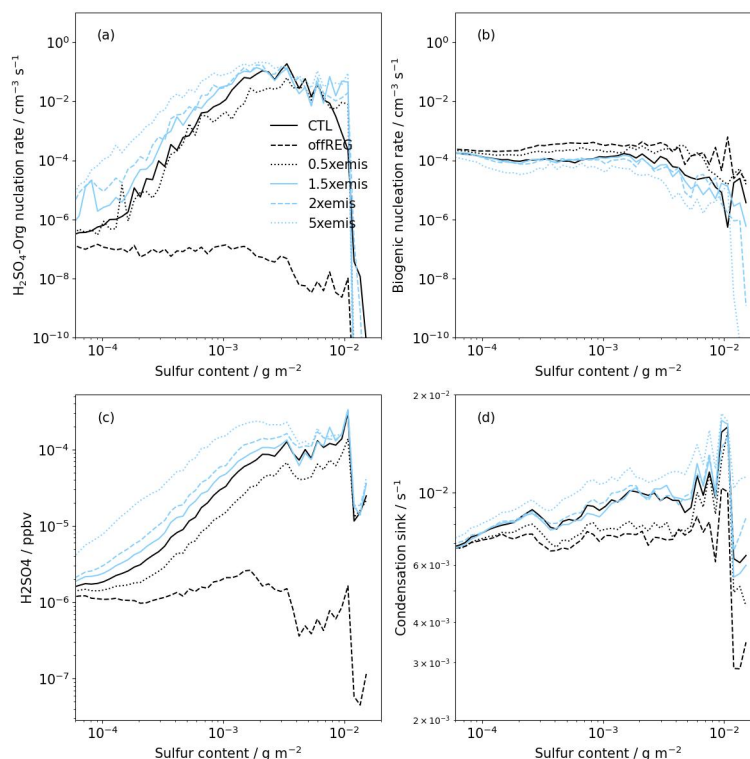 (a)
H₂SO₄-Org nuclation rate / cm⁻³ s⁻¹
10⁰
10⁻²
10⁻⁴
10⁻⁶
10⁻⁸
10⁻¹⁰
CTL
offREG
0.5xemis
1.5xemis
2xemis
5xemis
10⁻⁴ 10⁻³ 10⁻²
Sulfur content / g m⁻²
(b)
Biogenic nucleation rate / cm⁻³ s⁻¹
10⁰
10⁻²
10⁻⁴
10⁻⁶
10⁻⁸
10⁻¹⁰
10⁻⁴ 10⁻³ 10⁻²
Sulfur content / g m⁻²
(c)
H2SO4 / ppbv
10⁻⁴
10⁻⁵
10⁻⁶
10⁻⁷
10⁻⁴ 10⁻³ 10⁻²
Sulfur content / g m⁻²
(d)
Condensation sink / s⁻¹
2 × 10⁻²
10⁻²
6 × 10⁻³
4 × 10⁻³
3 × 10⁻³
2 × 10⁻³
10⁻⁴ 10⁻³ 10⁻²
Sulfur content / g m⁻²